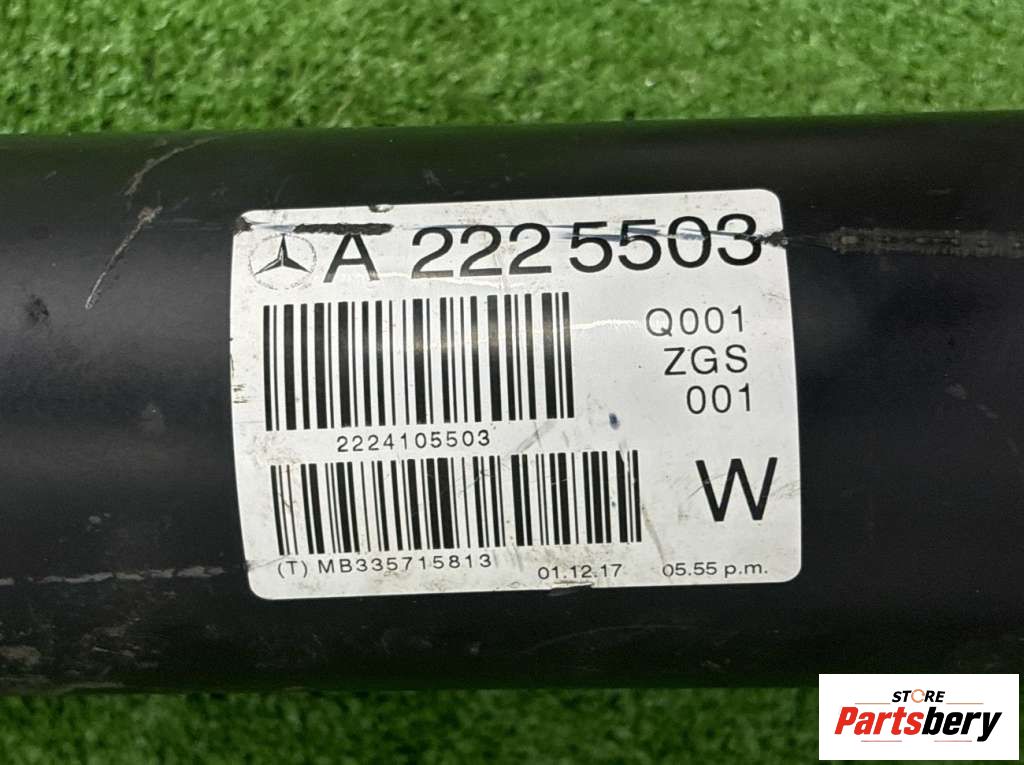 A 222 5503
Q001
ZGS
001
2224105503
W
(T) MB335715813 01.12.17 05.55 p.m.
STORE
Partsbery